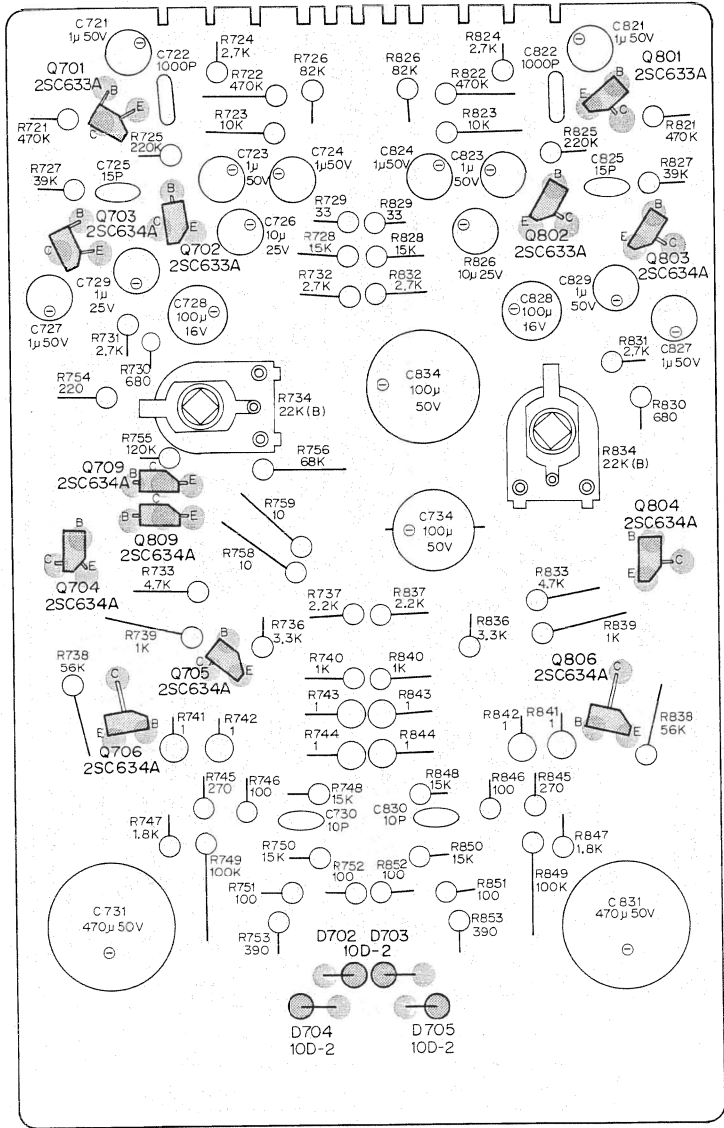 C721
1µ 50V
R724
2.7K
C722
1000P
R726
82K
R826
82K
R824
2.7K
C822
1000P
C821
1µ 50V
Q701
2SC633A
B
E
C
R722
470K
R822
470K
Q801
2SC633A
B
E
C
R721
470K
R725
220K
R723
10K
R823
10K
R825
220K
R821
470K
R727
39K
C725
15P
C723
1µ
50V
C724
1µ50V
C824
1µ50V
C823
1µ
50V
C825
15P
R827
39K
Q703
2SC634A
B
C
E
Q702
2SC633A
B
C
E
C726
10µ
25V
R729
33
R829
33
R728
15K
R828
15K
R826
10µ 25V
Q802
2SC633A
B
E
C
Q803
2SC634A
B
E
C
C729
1µ
25V
R732
2.7K
R832
2.7K
C829
1µ
50V
C727
1µ50V
C728
100µ
16V
C828
100µ
16V
C827
1µ 50V
R731
2.7K
R730
680
R831
2.7K
R754
220
R734
22K(B)
C834
100µ
50V
R830
680
R755
120K
R756
68K
R834
22K(B)
Q709
2SC634A
B
C
E
Q809
2SC634A
B
C
E
R759
10
R758
10
C734
100µ
50V
Q804
2SC634A
B
C
E
Q704
2SC634A
B
C
E
R733
4.7K
R833
4.7K
R737
2.2K
R837
2.2K
R739
1K
R736
3.3K
R836
3.3K
R839
1K
R738
56K
Q705
2SC634A
B
C
E
R740
1K
R840
1K
Q806
2SC634A
C
B
E
R743
1
R843
1
R838
56K
C
E
B
Q706
2SC634A
R741
1
R742
1
R744
1
R844
1
R842
1
R841
1
R745
270
R746
100
R748
15K
R848
15K
R846
100
R845
270
R747
1.8K
C730
10P
C830
10P
R847
1.8K
R749
100K
R750
15K
R752
100
R852
100
R850
15K
R849
100K
R751
100
R851
100
C731
470µ 50V
C831
470µ 50V
R753
390
R853
390
D702
D703
10D-2
D704
10D-2
D705
10D-2